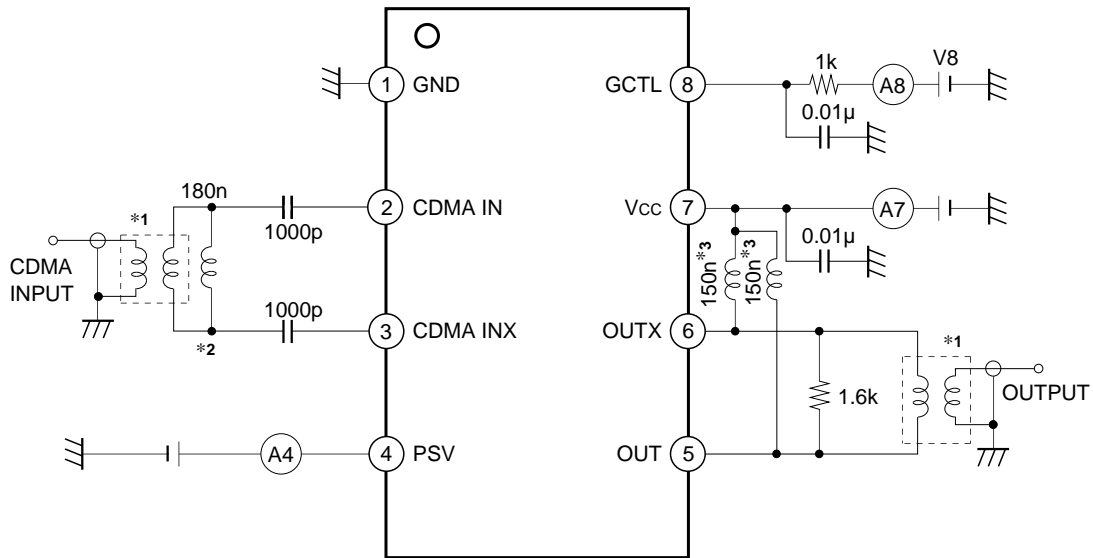 1 GND
2 CDMA IN
3 CDMA INX
4 PSV
GCTL 8
VCC 7
OUTX 6
OUT 5
1k
A8
V8
0.01µ
A7
0.01µ
150n*3
150n*3
1.6k
*1
OUTPUT
180n
*1
1000p
CDMA
INPUT
1000p
*2
A4